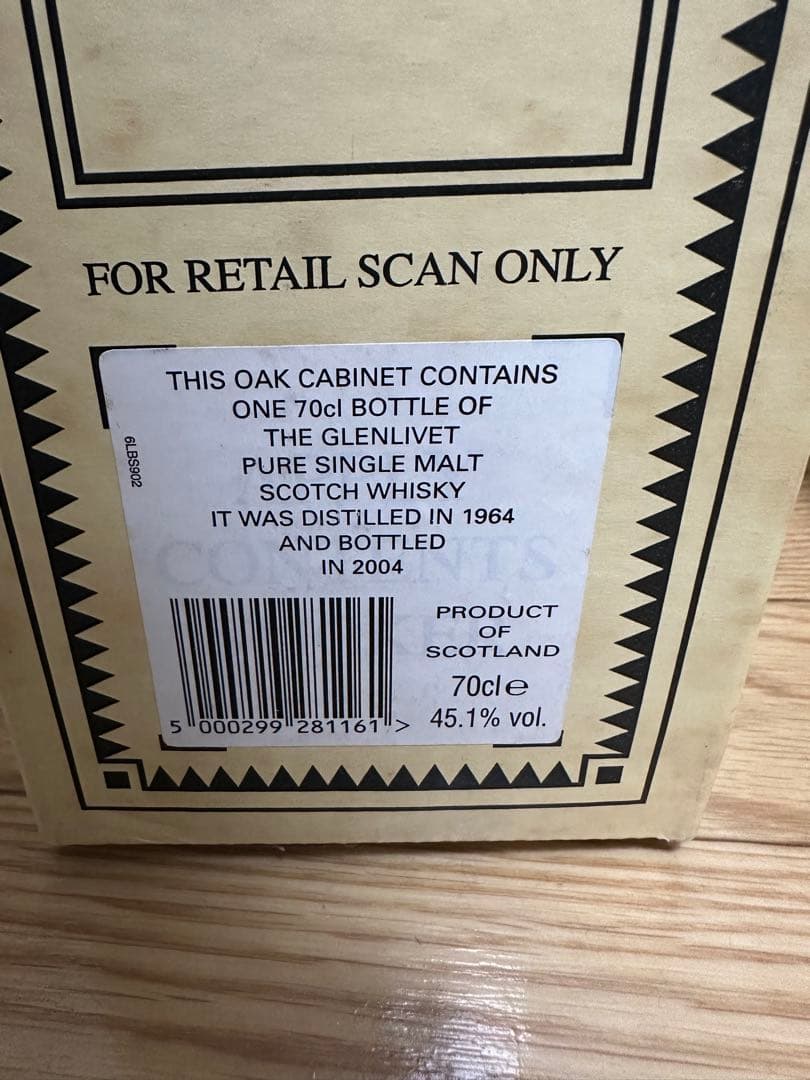 FOR RETAIL SCAN ONLY
THIS OAK CABINET CONTAINS
ONE 70cl BOTTLE OF
THE GLENLIVET
PURE SINGLE MALT
SCOTCH WHISKY
IT WAS DISTILLED IN 1964
AND BOTTLED
IN 2004
6LBS902
PRODUCT
OF
SCOTLAND
70cl e
45.1% vol.
5 000299 281161 >